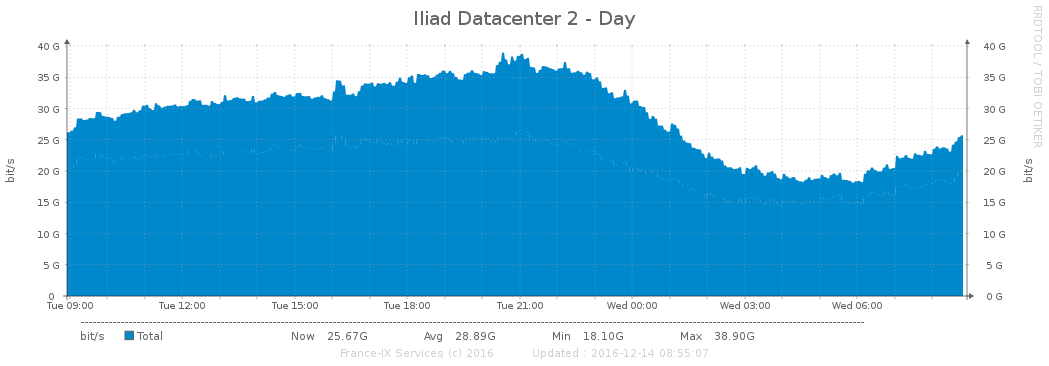 Iliad Datacenter 2 - Day
RRDTOOL / TOBI OETIKER
40 G 40 G
35 G 35 G
30 G 30 G
25 G 25 G
20 G 20 G
15 G 15 G
10 G 10 G
5 G 5 G
0 0 G
bit/s bit/s
Tue 09:00 Tue 12:00 Tue 15:00 Tue 18:00 Tue 21:00 Wed 00:00 Wed 03:00 Wed 06:00
bit/s Total Now 25.67G Avg 28.89G Min 18.10G Max 38.90G
France-IX Services (c) 2016 Updated : 2016-12-14 08:55:07